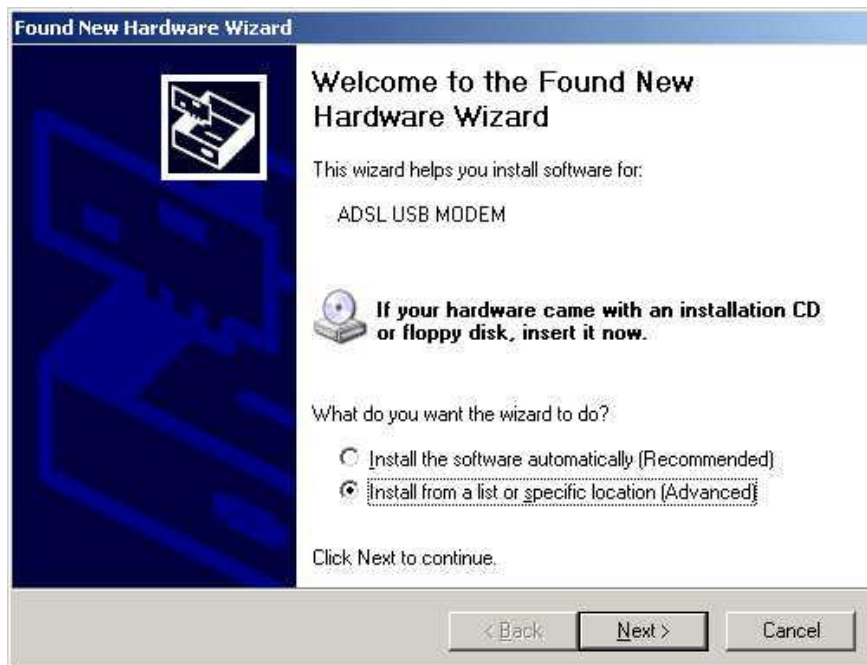 Found New Hardware Wizard
Welcome to the Found New
Hardware Wizard
This wizard helps you install software for:
ADSL USB MODEM
If your hardware came with an installation CD
or floppy disk, insert it now.
What do you want the wizard to do?
Install the software automatically (Recommended)
Install from a list or specific location (Advanced)
Click Next to continue.
< Back
Next >
Cancel